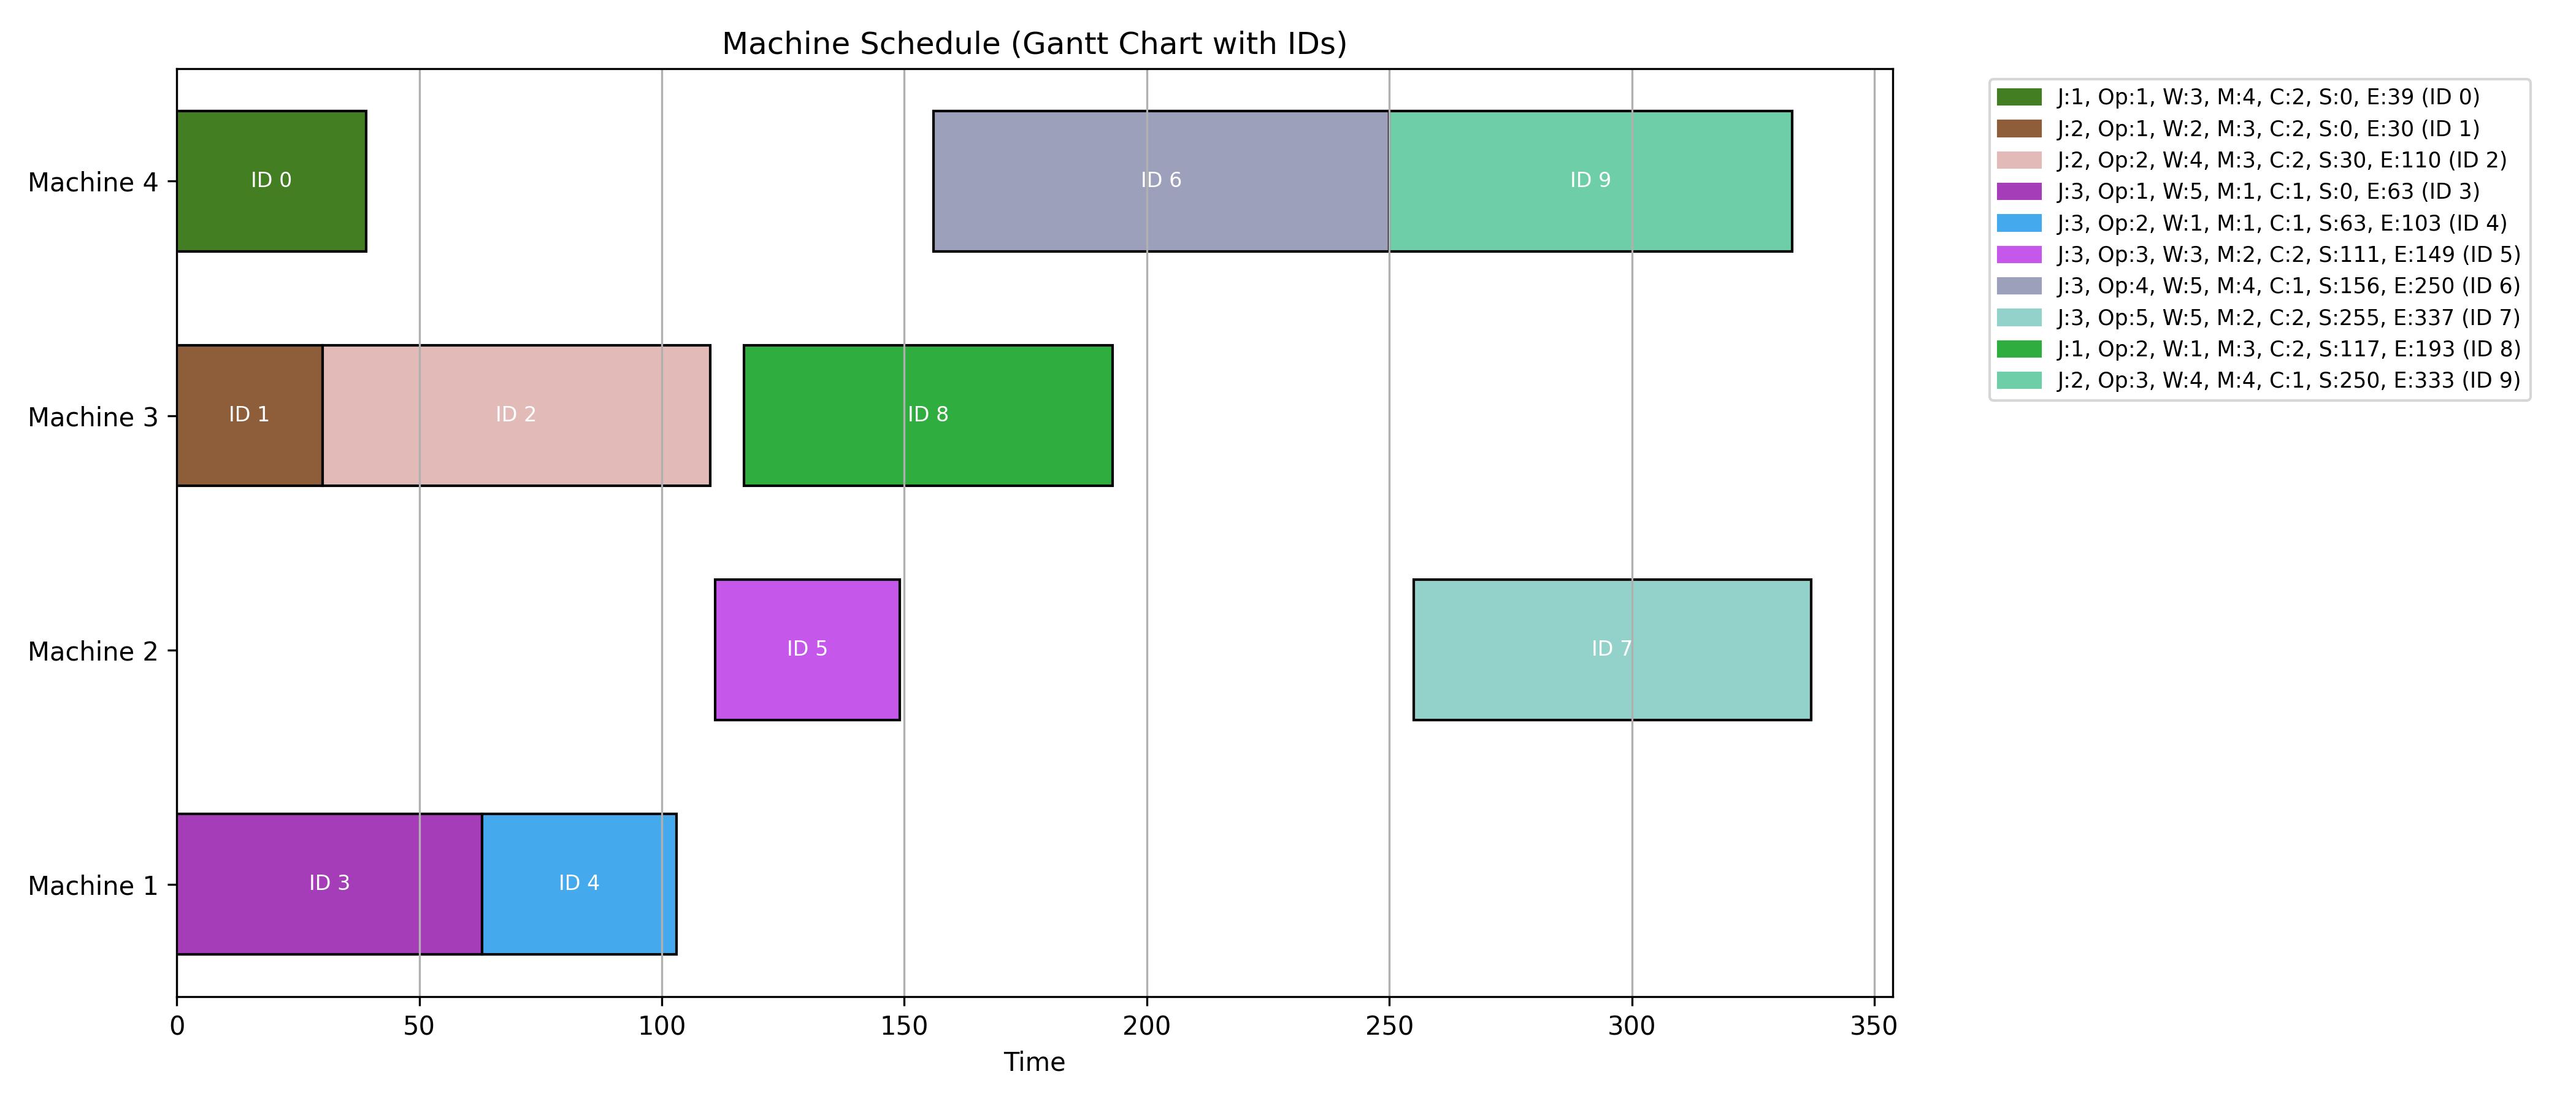 Machine Schedule (Gantt Chart with IDs)
Machine 4
ID 0
ID 6
ID 9
Machine 3
ID 1
ID 2
ID 8
Machine 2
ID 5
ID 7
Machine 1
ID 3
ID 4
0 50 100 150 200 250 300 350
Time
J:1, Op:1, W:3, M:4, C:2, S:0, E:39 (ID 0)
J:2, Op:1, W:2, M:3, C:2, S:0, E:30 (ID 1)
J:2, Op:2, W:4, M:3, C:2, S:30, E:110 (ID 2)
J:3, Op:1, W:5, M:1, C:1, S:0, E:63 (ID 3)
J:3, Op:2, W:1, M:1, C:1, S:63, E:103 (ID 4)
J:3, Op:3, W:3, M:2, C:2, S:111, E:149 (ID 5)
J:3, Op:4, W:5, M:4, C:1, S:156, E:250 (ID 6)
J:3, Op:5, W:5, M:2, C:2, S:255, E:337 (ID 7)
J:1, Op:2, W:1, M:3, C:2, S:117, E:193 (ID 8)
J:2, Op:3, W:4, M:4, C:1, S:250, E:333 (ID 9)